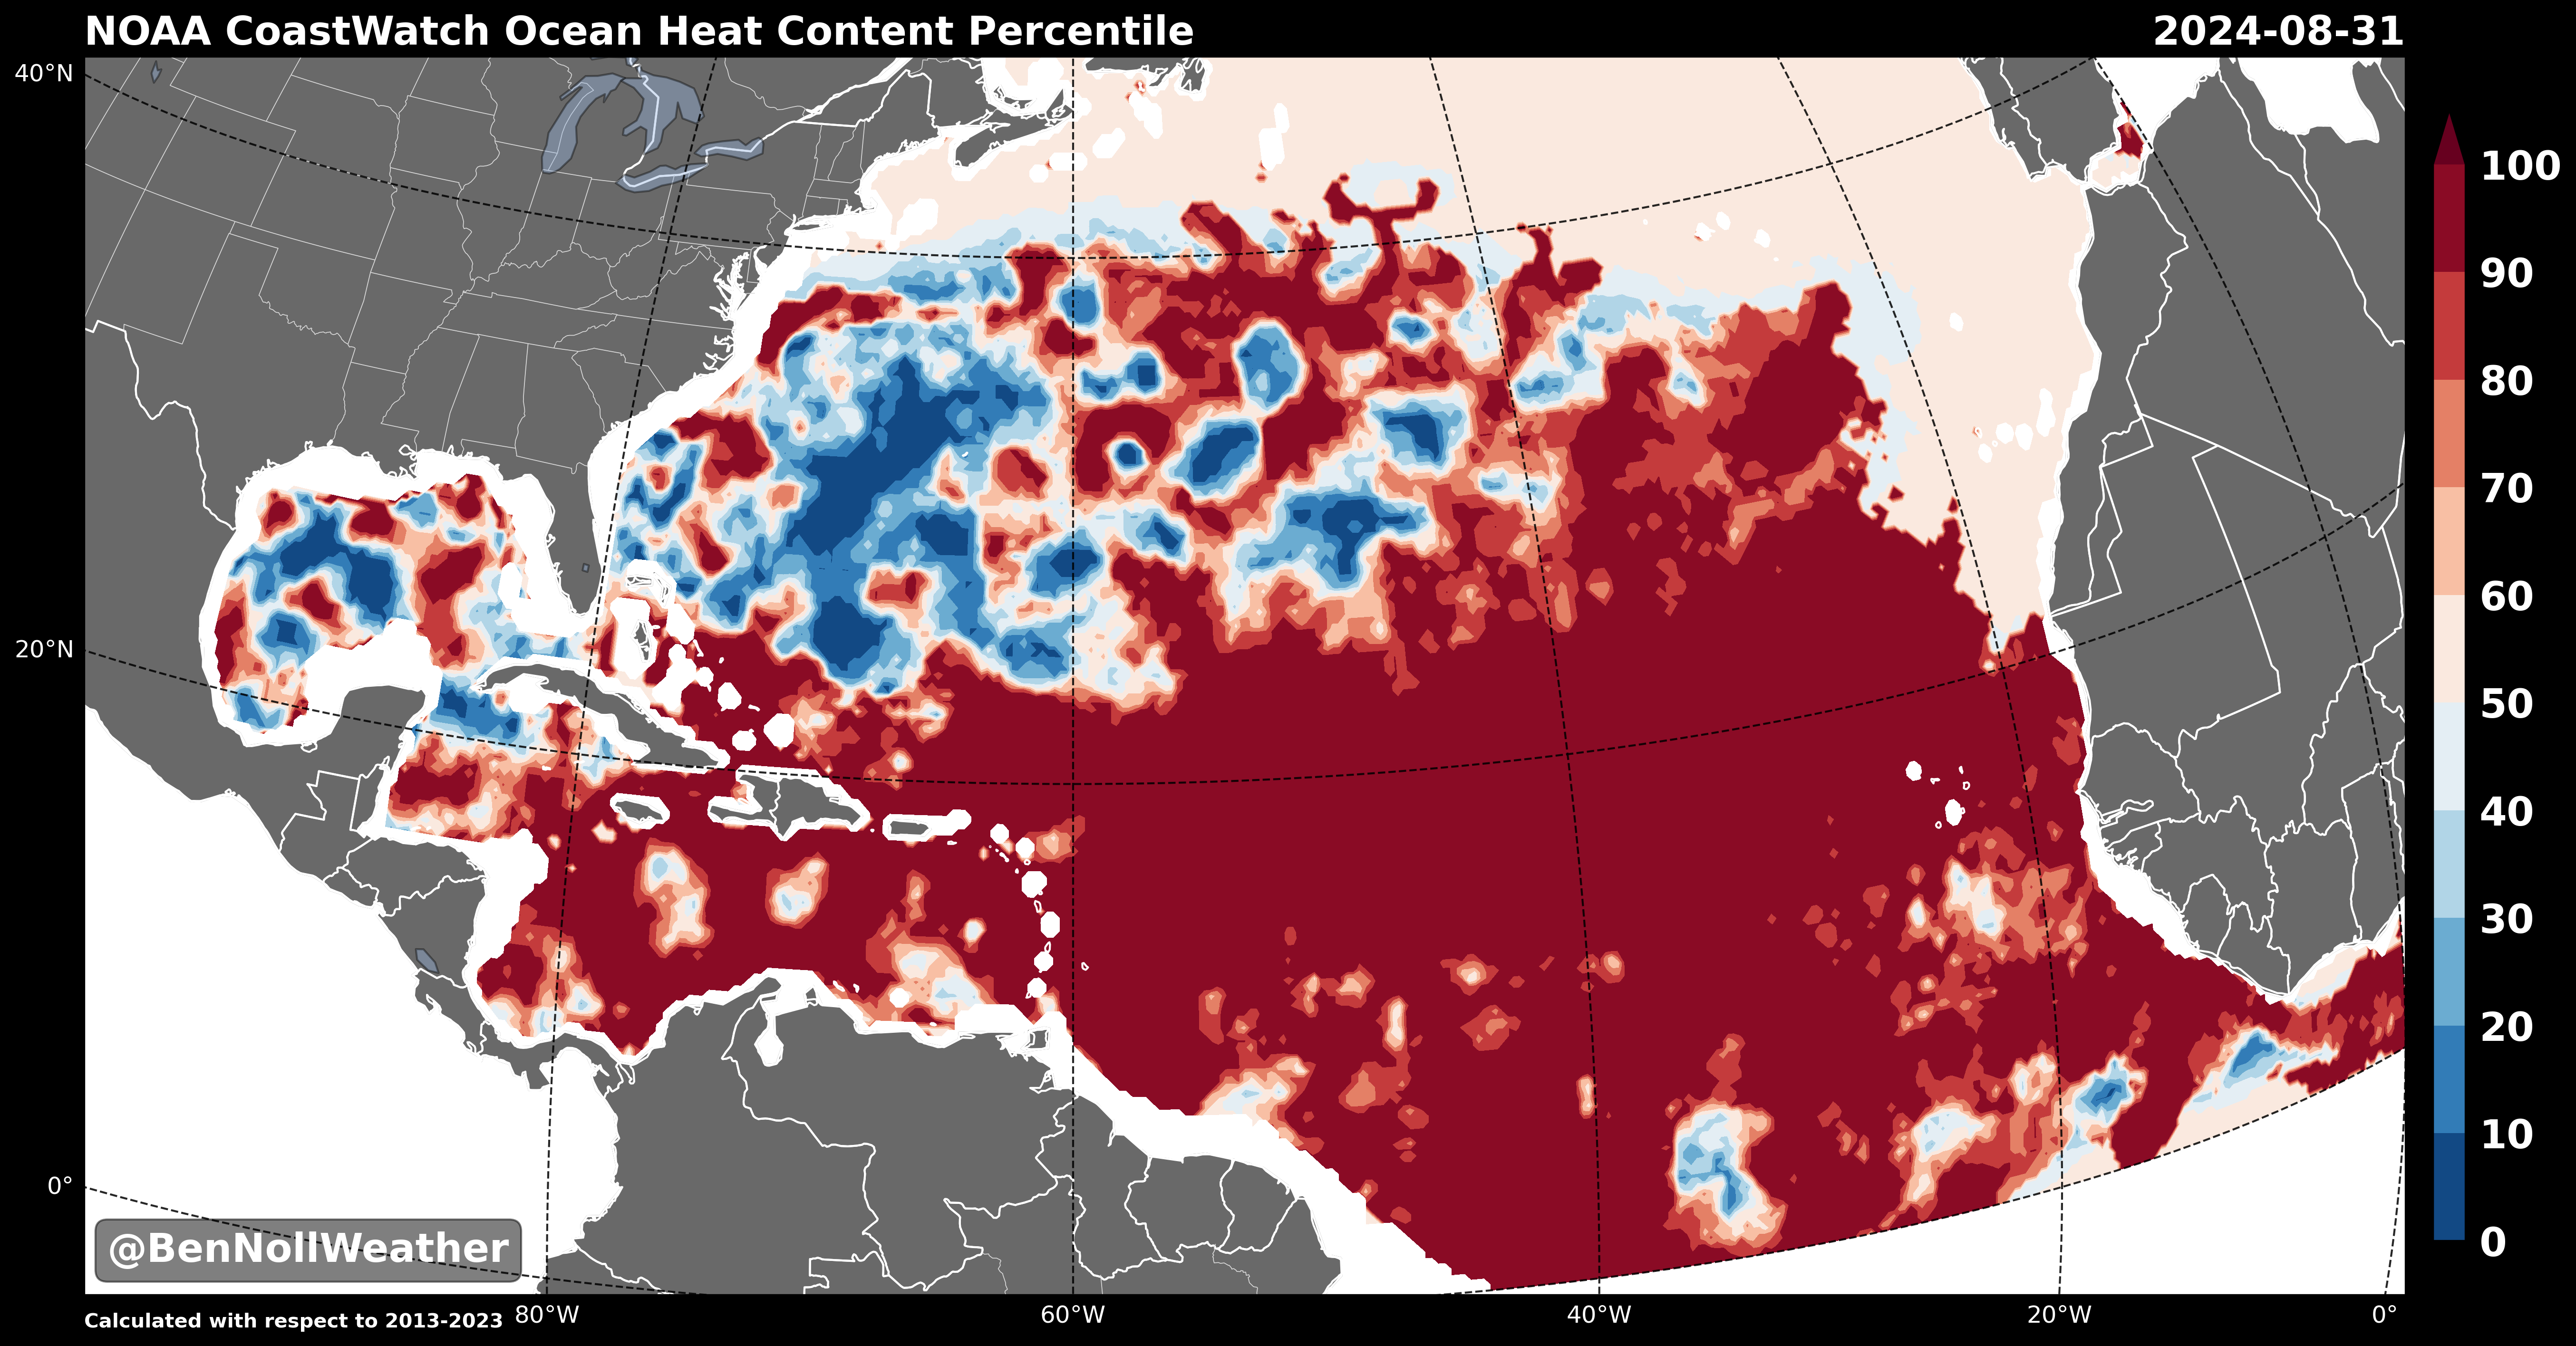 NOAA CoastWatch Ocean Heat Content Percentile
2024-08-31
40°N
20°N
0°
100
90
80
70
60
50
40
30
20
10
0
@BenNollWeather
Calculated with respect to 2013-2023
80°W
60°W
40°W
20°W
0°